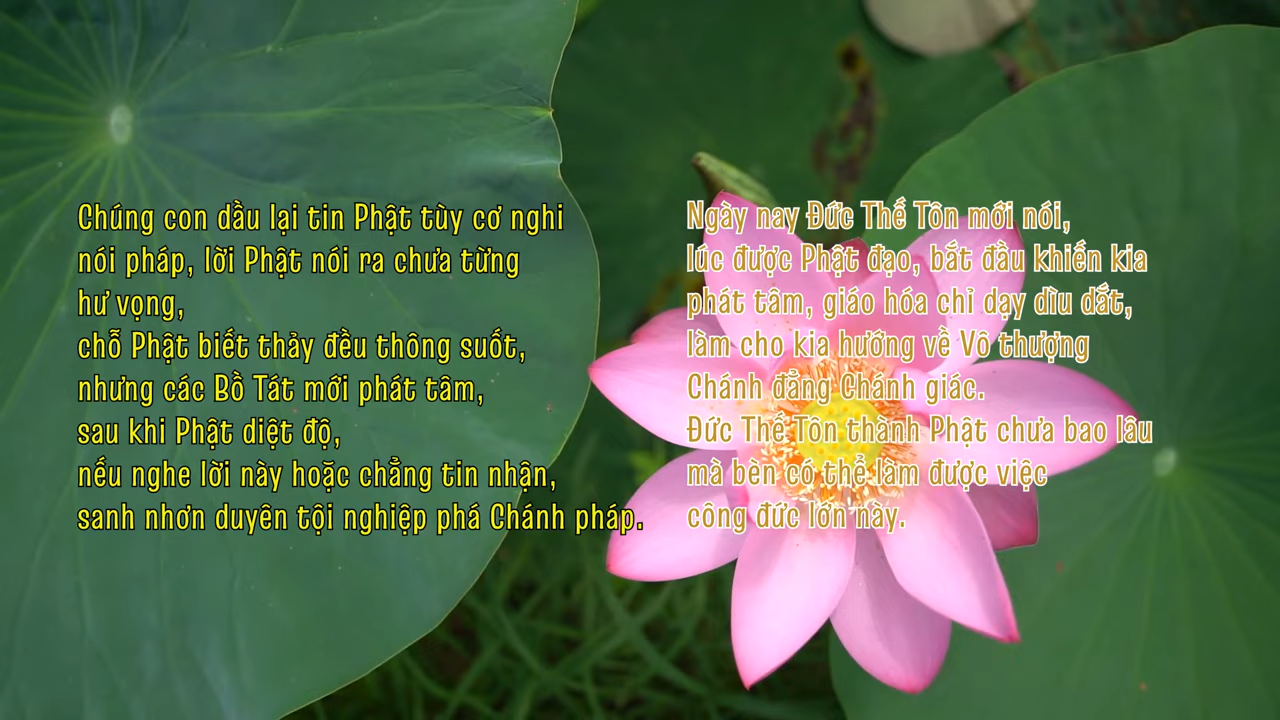 Chúng con dầu lại tin Phật tùy cơ nghi
nói pháp, lời Phật nói ra chưa từng
hư vọng,
chỗ Phật biết thảy đều thông suốt,
nhưng các Bồ Tát mới phát tâm,
sau khi Phật diệt độ,
nếu nghe lời này hoặc chẳng tin nhận,
sanh nhơn duyên tội nghiệp phá Chánh pháp.
Ngày nay Đức Thế Tôn mới nói,
lúc được Phật đạo, bắt đầu khiến kia
phát tâm, giáo hóa chỉ dạy dìu dắt,
làm cho kia hướng về Vô thượng
Chánh đẳng Chánh giác.
Đức Thế Tôn thành Phật chưa bao lâu
mà bèn có thể làm được việc
công đức lớn này.